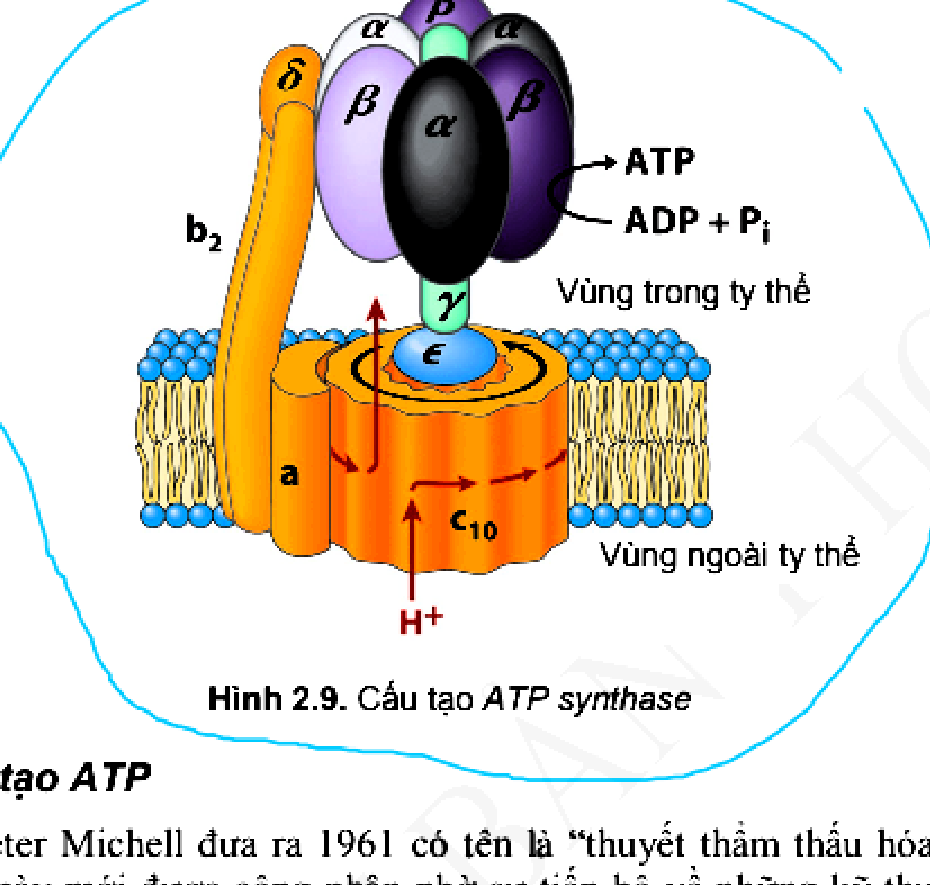 β
α α
δ
β α β
ATP
b₂
ADP + Pᵢ
Vùng trong ty thể
γ
ϵ
a
c₁₀
Vùng ngoài ty thể
H⁺
Hình 2.9. Cấu tạo ATP synthase
tạo ATP
eter Michell đưa ra 1961 có tên là “thuyết thẩm thấu hóa